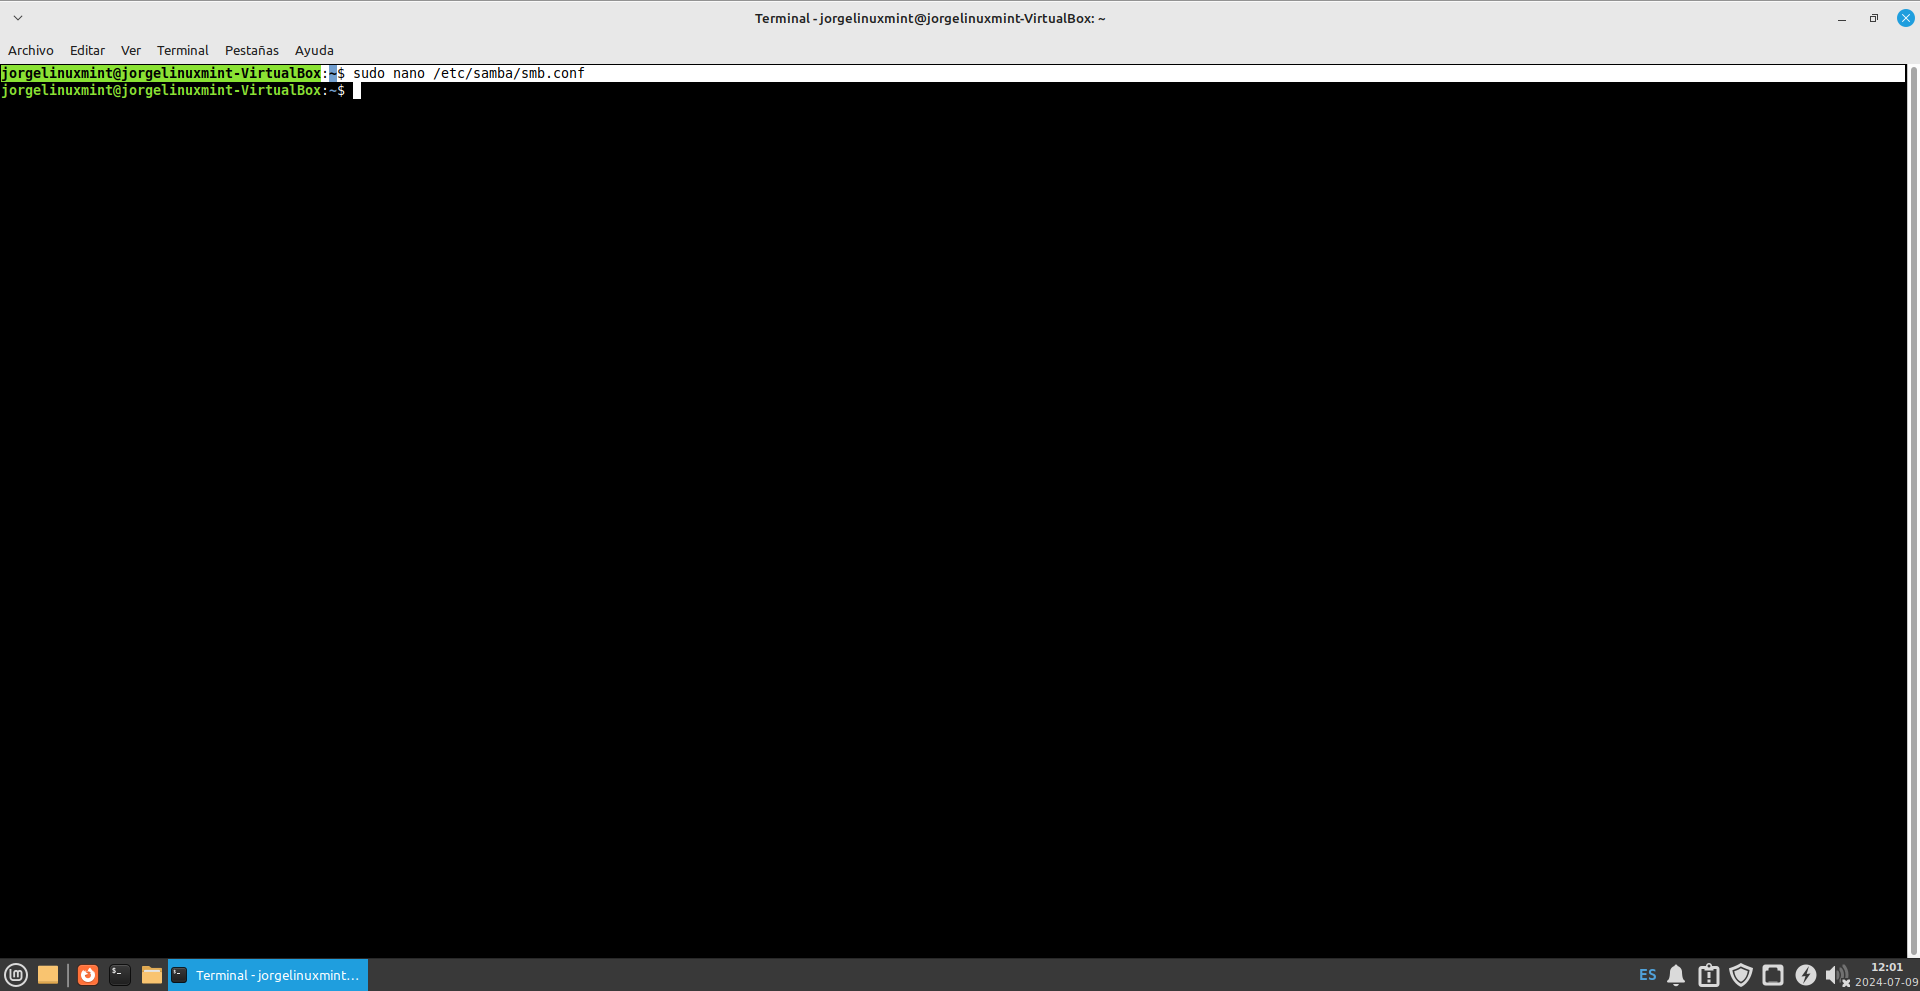 Terminal - jorgelinuxmint@jorgelinuxmint-VirtualBox: ~
Archivo Editar Ver Terminal Pestañas Ayuda
jorgelinuxmint@jorgelinuxmint-VirtualBox:~$ sudo nano /etc/samba/smb.conf
jorgelinuxmint@jorgelinuxmint-VirtualBox:~$
Terminal - jorgelinuxmint...
ES
12:01
2024-07-09